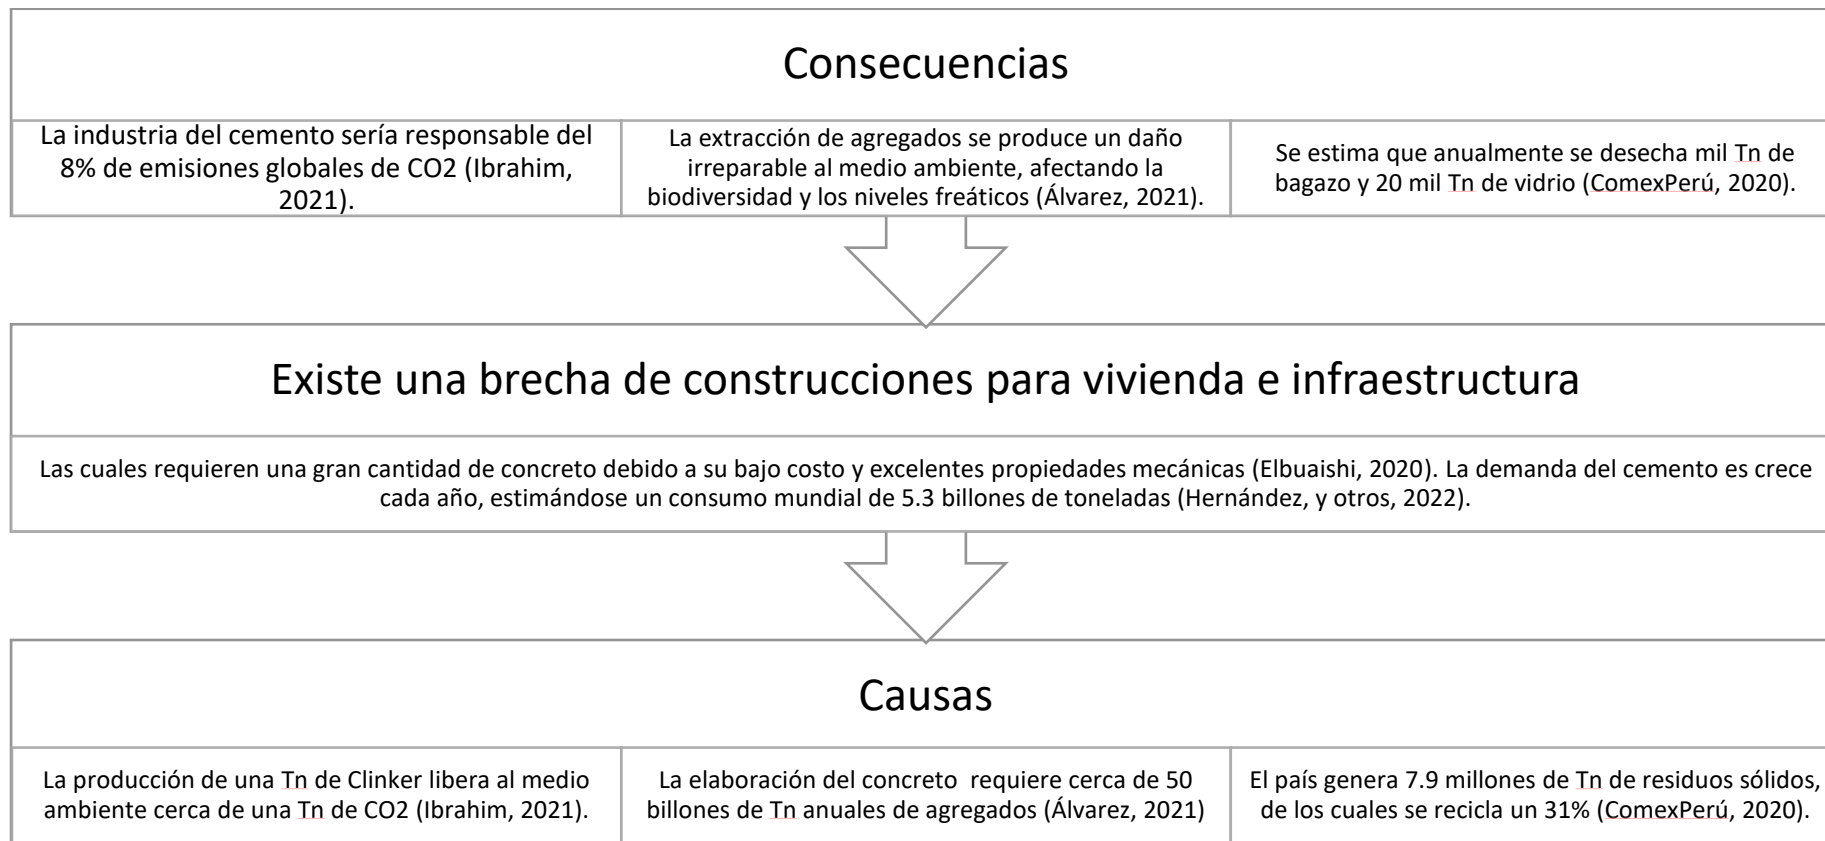 Consecuencias
La industria del cemento sería responsable del
8% de emisiones globales de CO2 (Ibrahim,
2021).
La extracción de agregados se produce un daño
irreparable al medio ambiente, afectando la
biodiversidad y los niveles freáticos (Álvarez, 2021).
Se estima que anualmente se desecha mil Tn de
bagazo y 20 mil Tn de vidrio (ComexPerú, 2020).
Existe una brecha de construcciones para vivienda e infraestructura
Las cuales requieren una gran cantidad de concreto debido a su bajo costo y excelentes propiedades mecánicas (Elbuaishi, 2020). La demanda del cemento es crece
cada año, estimándose un consumo mundial de 5.3 billones de toneladas (Hernández, y otros, 2022).
Causas
La producción de una Tn de Clinker libera al medio
ambiente cerca de una Tn de CO2 (Ibrahim, 2021).
La elaboración del concreto requiere cerca de 50
billones de Tn anuales de agregados (Álvarez, 2021)
El país genera 7.9 millones de Tn de residuos sólidos,
de los cuales se recicla un 31% (ComexPerú, 2020).